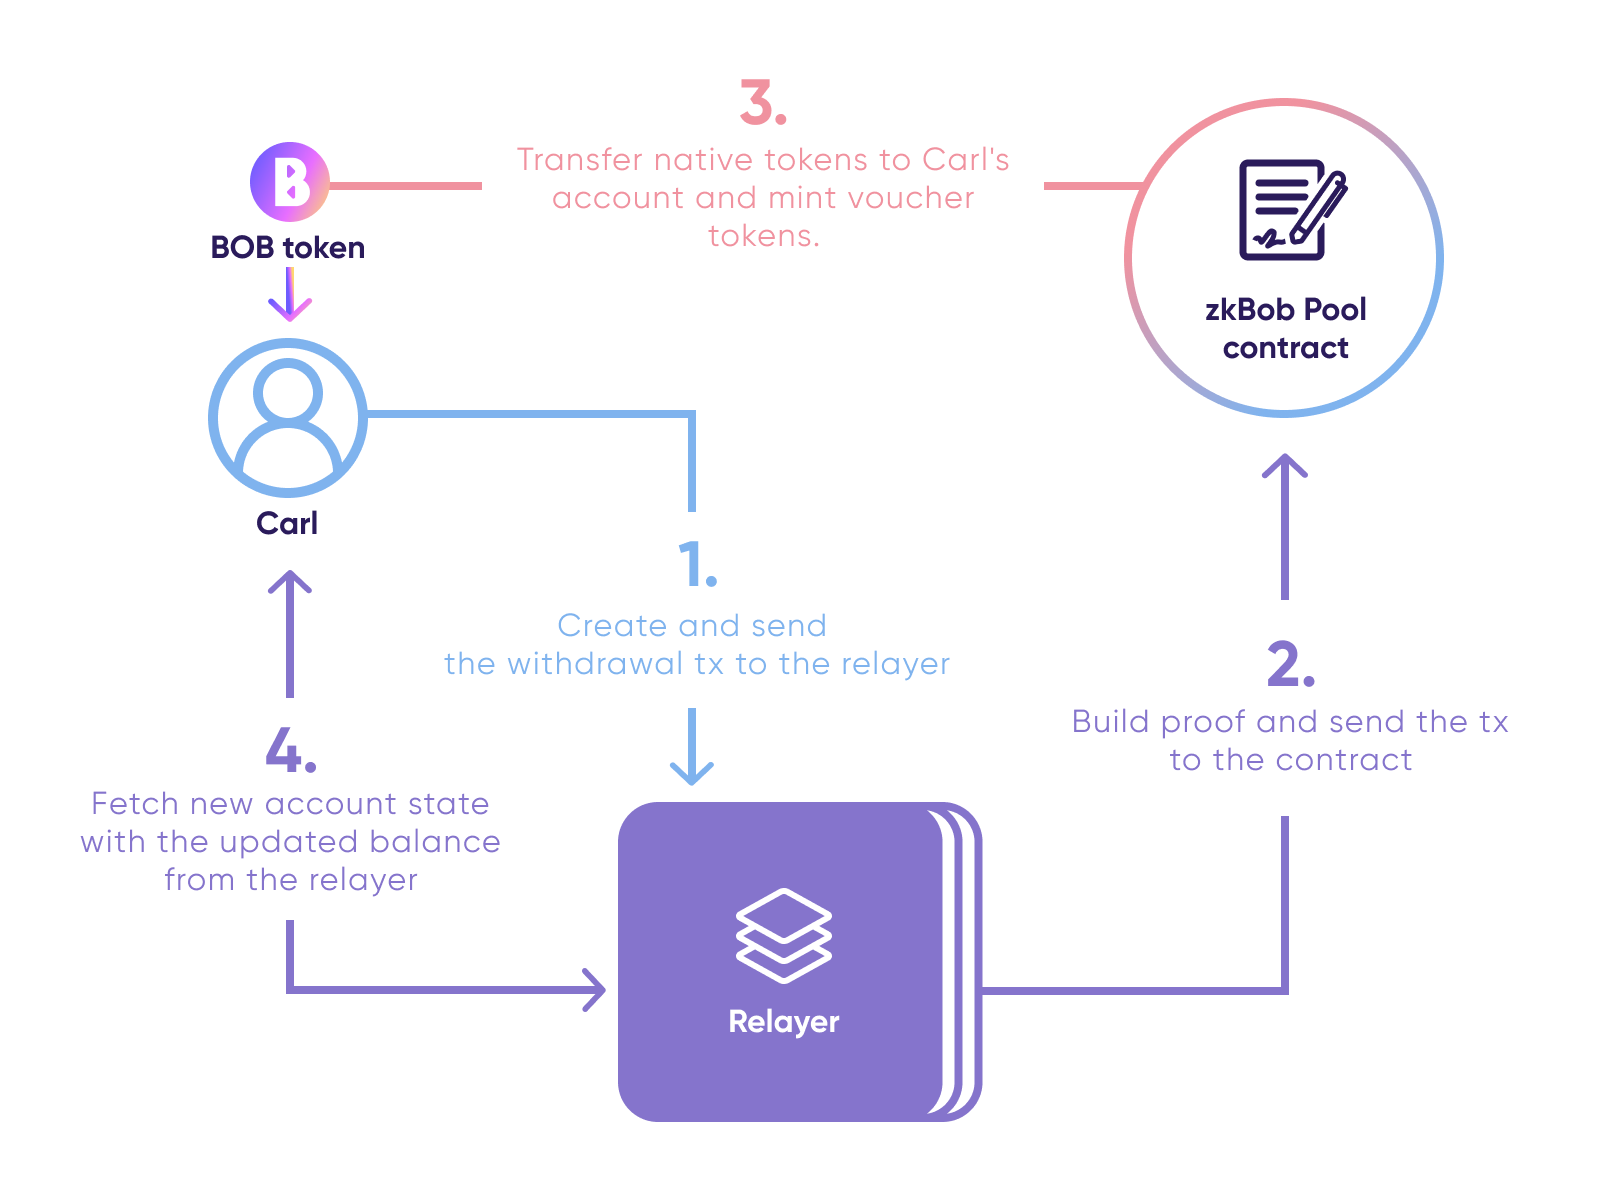 3.
Transfer native tokens to Carl's
account and mint voucher
tokens.
B
BOB token
zkBob Pool
contract
Carl
1.
Create and send
the withdrawal tx to the relayer
2.
Build proof and send the tx
to the contract
4.
Fetch new account state
with the updated balance
from the relayer
Relayer